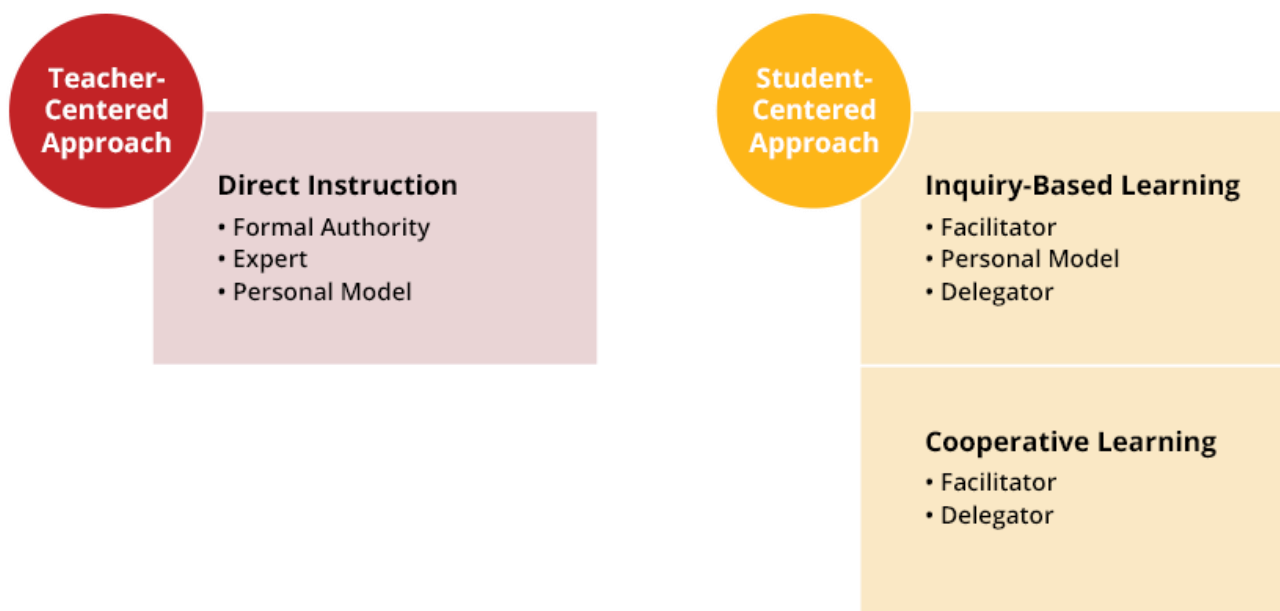 Teacher-
Centered
Approach
Direct Instruction
• Formal Authority
• Expert
• Personal Model
Student-
Centered
Approach
Inquiry-Based Learning
• Facilitator
• Personal Model
• Delegator
Cooperative Learning
• Facilitator
• Delegator